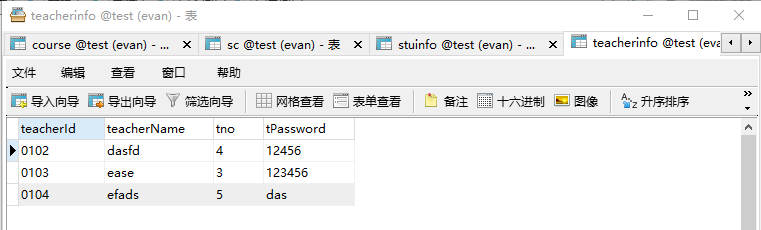 teacherinfo @test (evan) - 表
course @test (evan) - ... sc @test (evan) - 表 stuinfo @test (evan) - ... teacherinfo @test (evan
文件 编辑 查看 窗口 帮助
导入向导 导出向导 筛选向导 网格查看 表单查看 备注 十六进制 图像 升序排序
teacherId teacherName tno tPassword
0102 dasfd 4 12456
0103 ease 3 123456
0104 efads 5 das